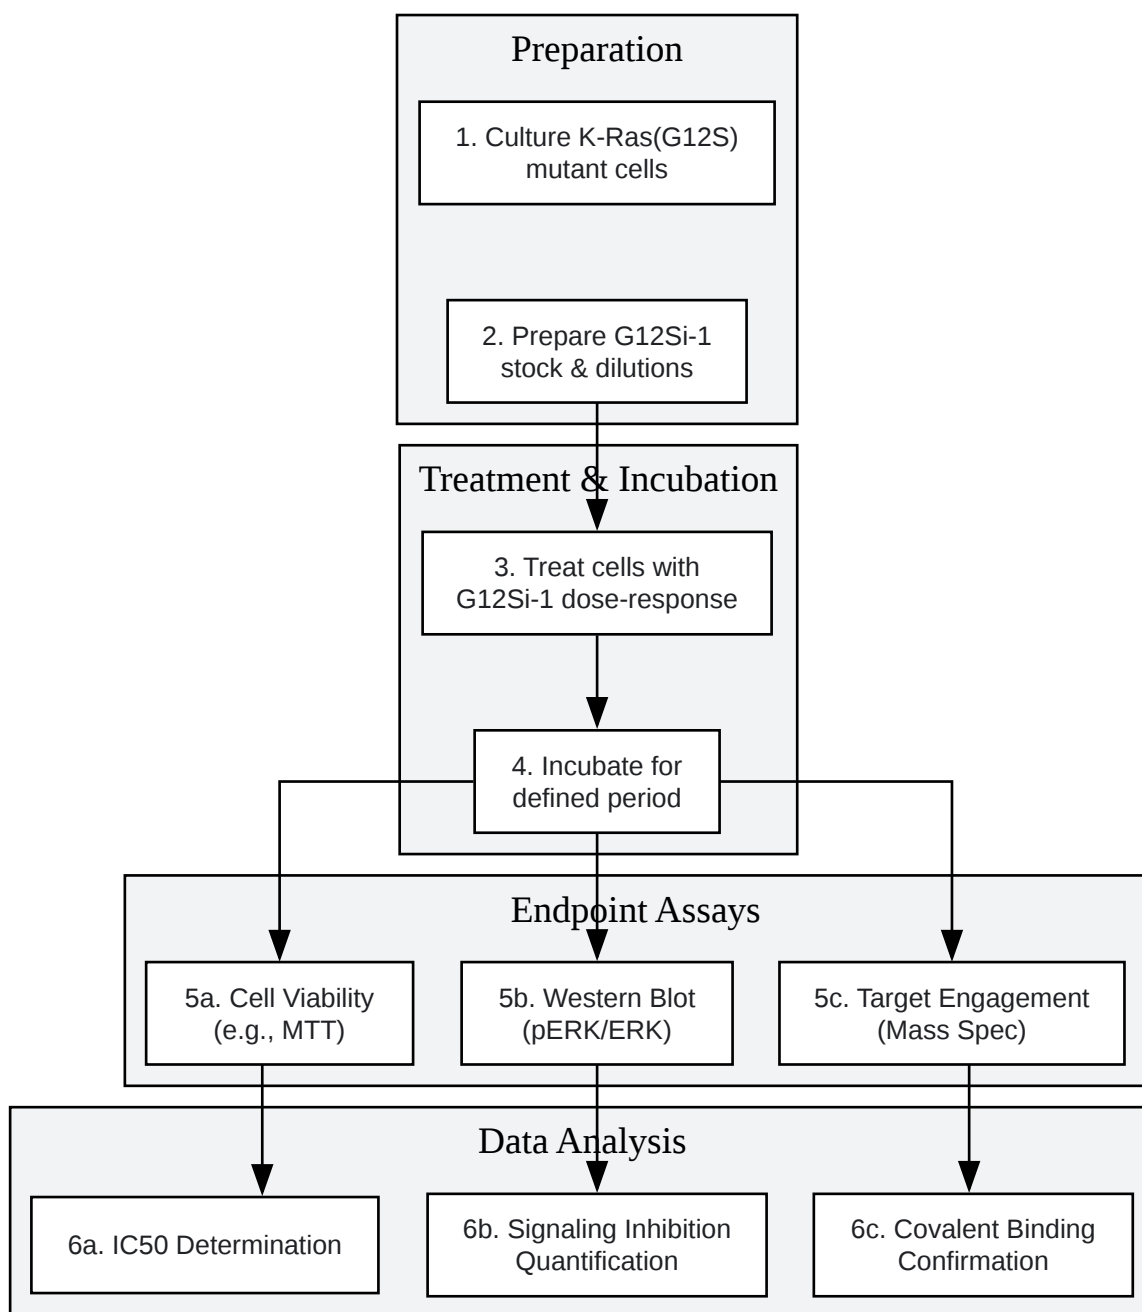 Preparation
1. Culture K-Ras(G12S)
mutant cells
2. Prepare G12Si-1
stock & dilutions
Treatment & Incubation
3. Treat cells with
G12Si-1 dose-response
4. Incubate for
defined period
Endpoint Assays
5a. Cell Viability
(e.g., MTT)
5b. Western Blot
(pERK/ERK)
5c. Target Engagement
(Mass Spec)
Data Analysis
6a. IC50 Determination
6b. Signaling Inhibition
Quantification
6c. Covalent Binding
Confirmation